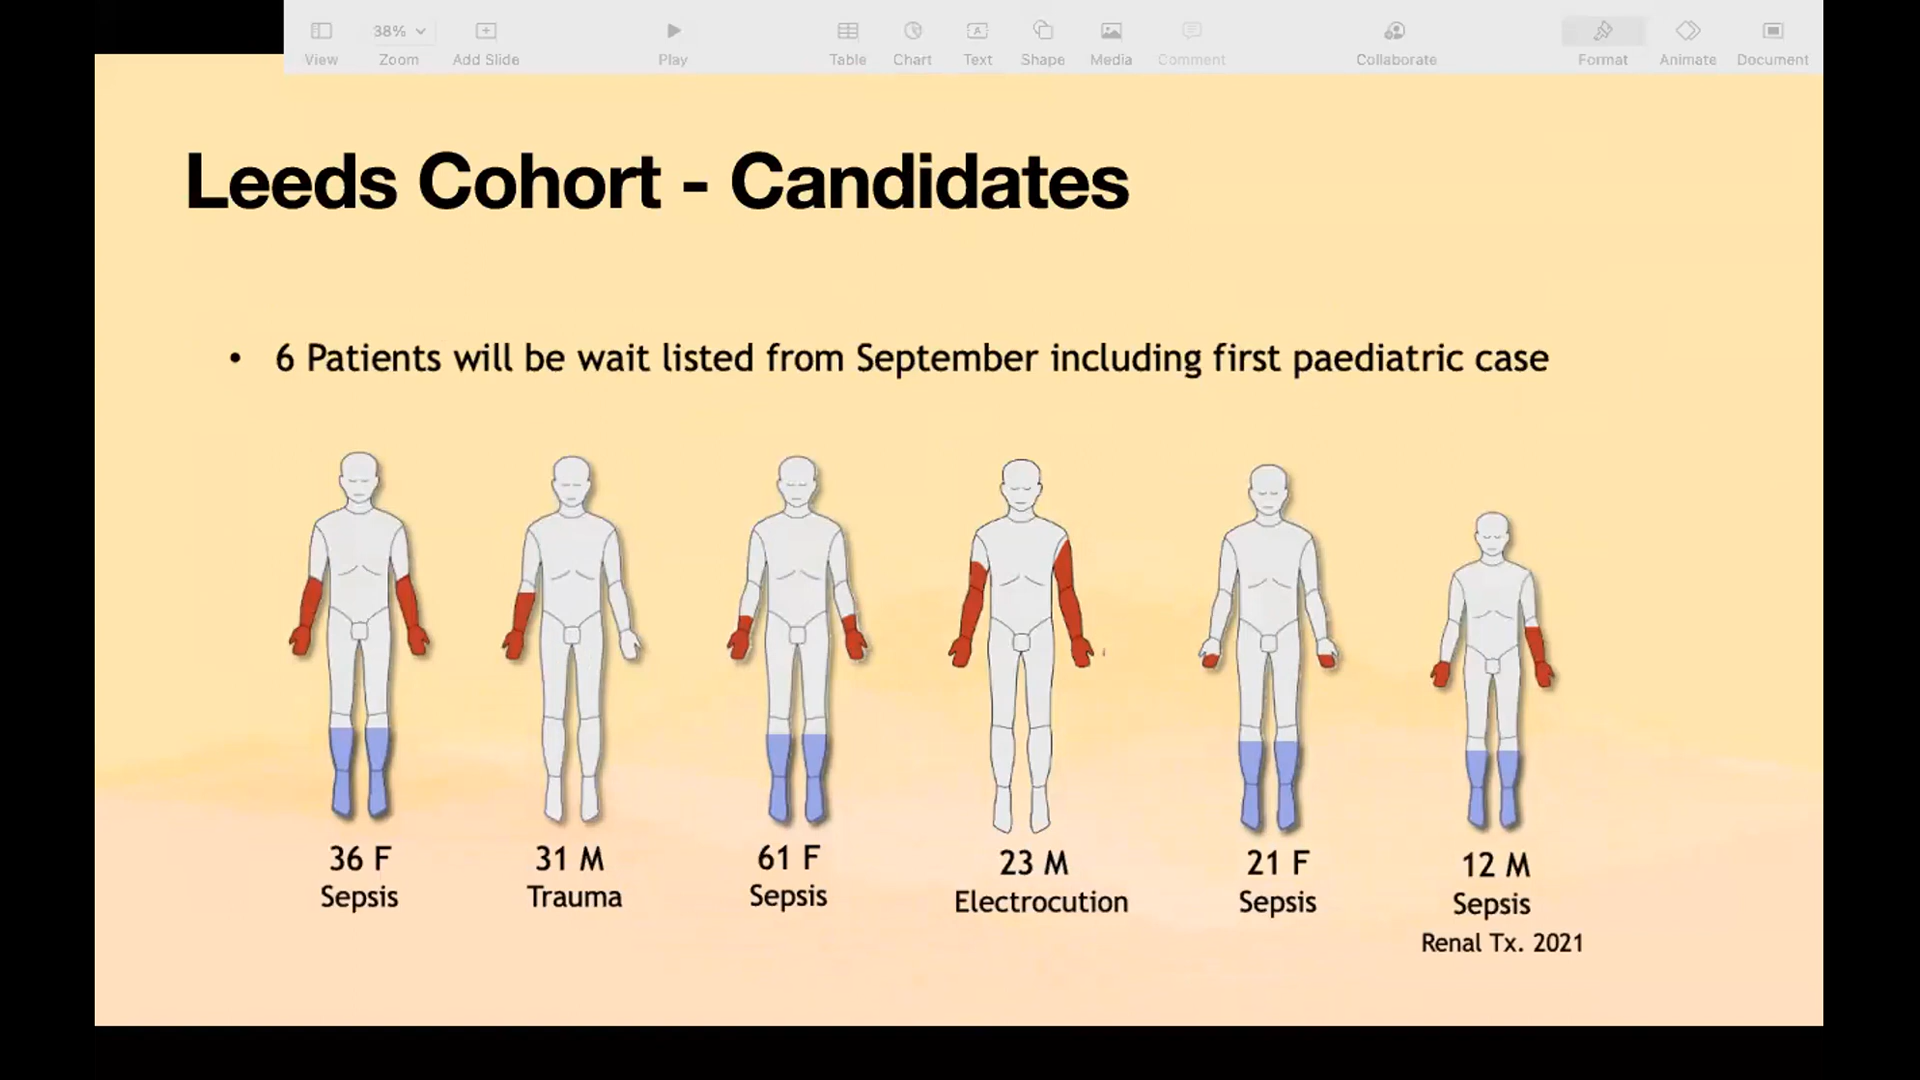 38%
View
Zoom
Add Slide
Play
Table
Chart
Text
Shape
Media
Comment
Collaborate
Format
Animate
Document
Leeds Cohort - Candidates
• 6 Patients will be wait listed from September including first paediatric case
36 F
Sepsis
31 M
Trauma
61 F
Sepsis
23 M
Electrocution
21 F
Sepsis
12 M
Sepsis
Renal Tx. 2021